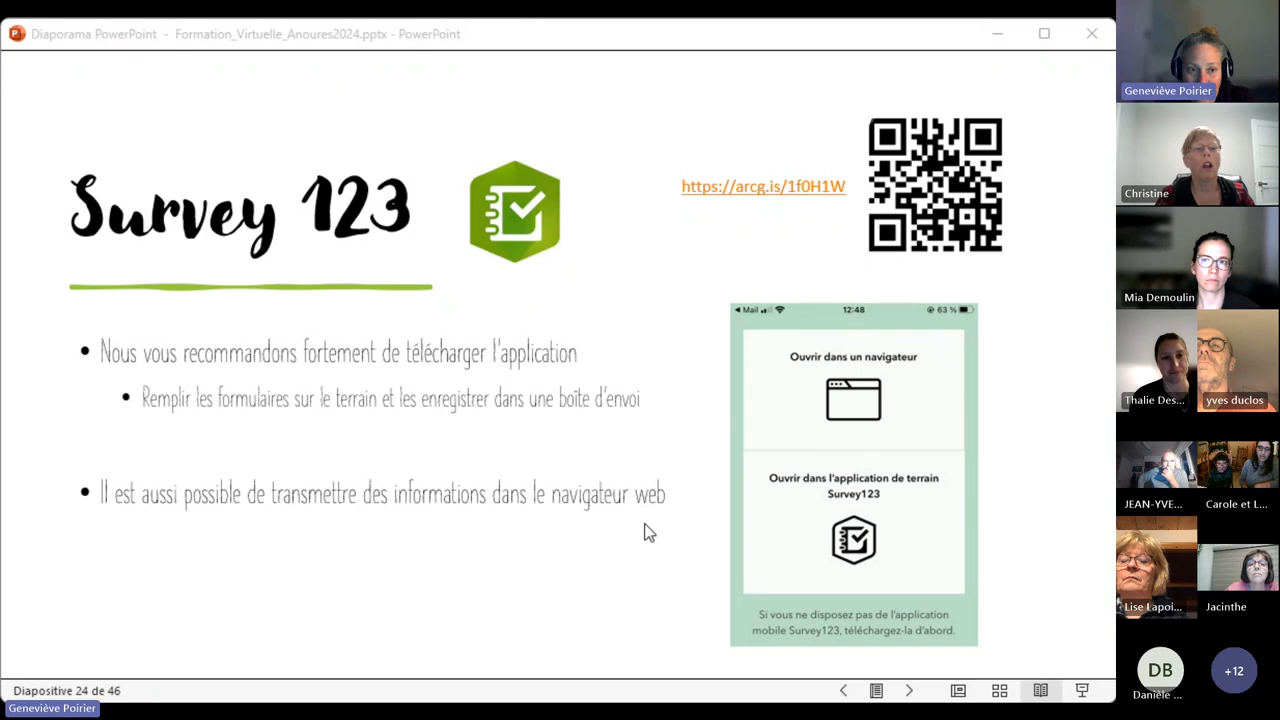 Diaporama PowerPoint - Formation_Virtuelle_Anoures2024.pptx - PowerPoint
Survey 123
https://arcg.is/1f0H1W
Nous vous recommandons fortement de télécharger l'application
Remplir les formulaires sur le terrain et les enregistrer dans une boîte d'envoi
Il est aussi possible de transmettre des informations dans le navigateur web
Mail 12:48 63 %
Ouvrir dans un navigateur
Ouvrir dans l'application de terrain
Survey123
Si vous ne disposez pas de l'application
mobile Survey123, téléchargez-la d'abord.
Diapositive 24 de 46
Geneviève Poirier
Geneviève Poirier
Christine
Mia Demoulin
Thalie Des...
yves duclos
JEAN-YVE...
Carole et L...
Lise Lapoi...
Jacinthe
DB
Danièle ...
+12